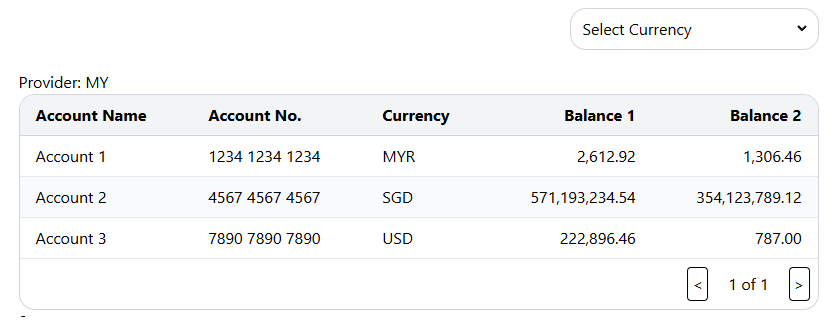 Select Currency
Provider: MY
Account Name Account No. Currency Balance 1 Balance 2
Account 1 1234 1234 1234 MYR 2,612.92 1,306.46
Account 2 4567 4567 4567 SGD 571,193,234.54 354,123,789.12
Account 3 7890 7890 7890 USD 222,896.46 787.00
< 1 of 1 >